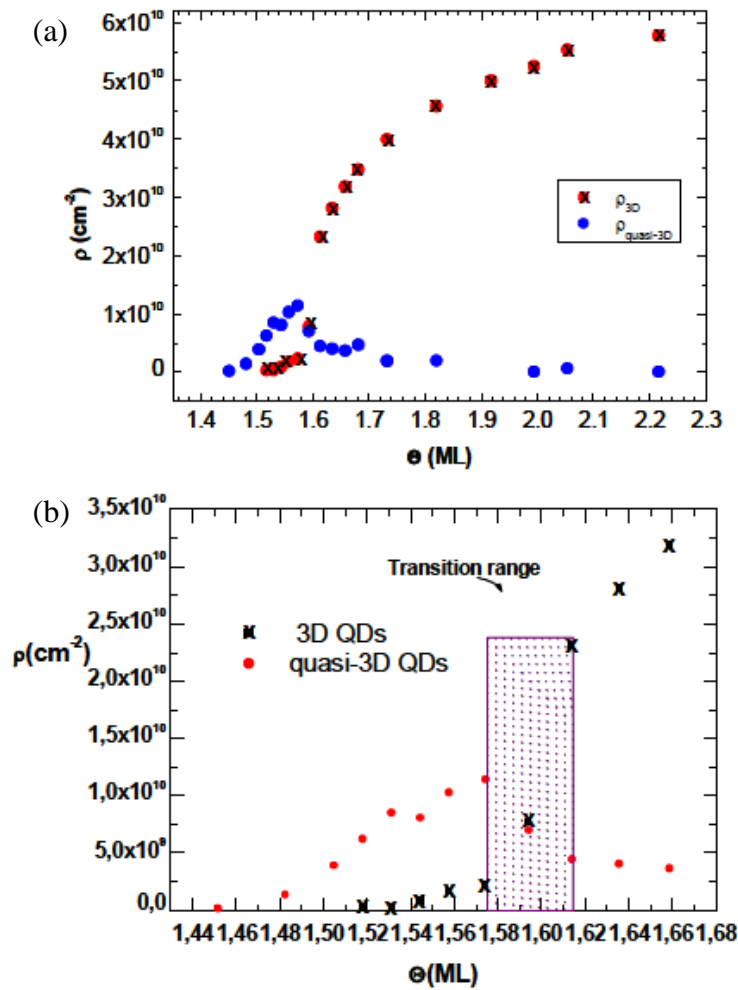 (a)
6x10¹⁰
5x10¹⁰
4x10¹⁰
3x10¹⁰
2x10¹⁰
1x10¹⁰
0
ρ (cm⁻²)
ρ3D
ρquasi-3D
1.4 1.5 1.6 1.7 1.8 1.9 2.0 2.1 2.2 2.3
Θ (ML)
(b)
3,5x10¹⁰
3,0x10¹⁰
2,5x10¹⁰
2,0x10¹⁰
1,5x10¹⁰
1,0x10¹⁰
5,0x10⁹
0,0
ρ(cm⁻²)
Transition range
3D QDs
quasi-3D QDs
1,44 1,46 1,48 1,50 1,52 1,54 1,56 1,58 1,60 1,62 1,64 1,66 1,68
Θ(ML)